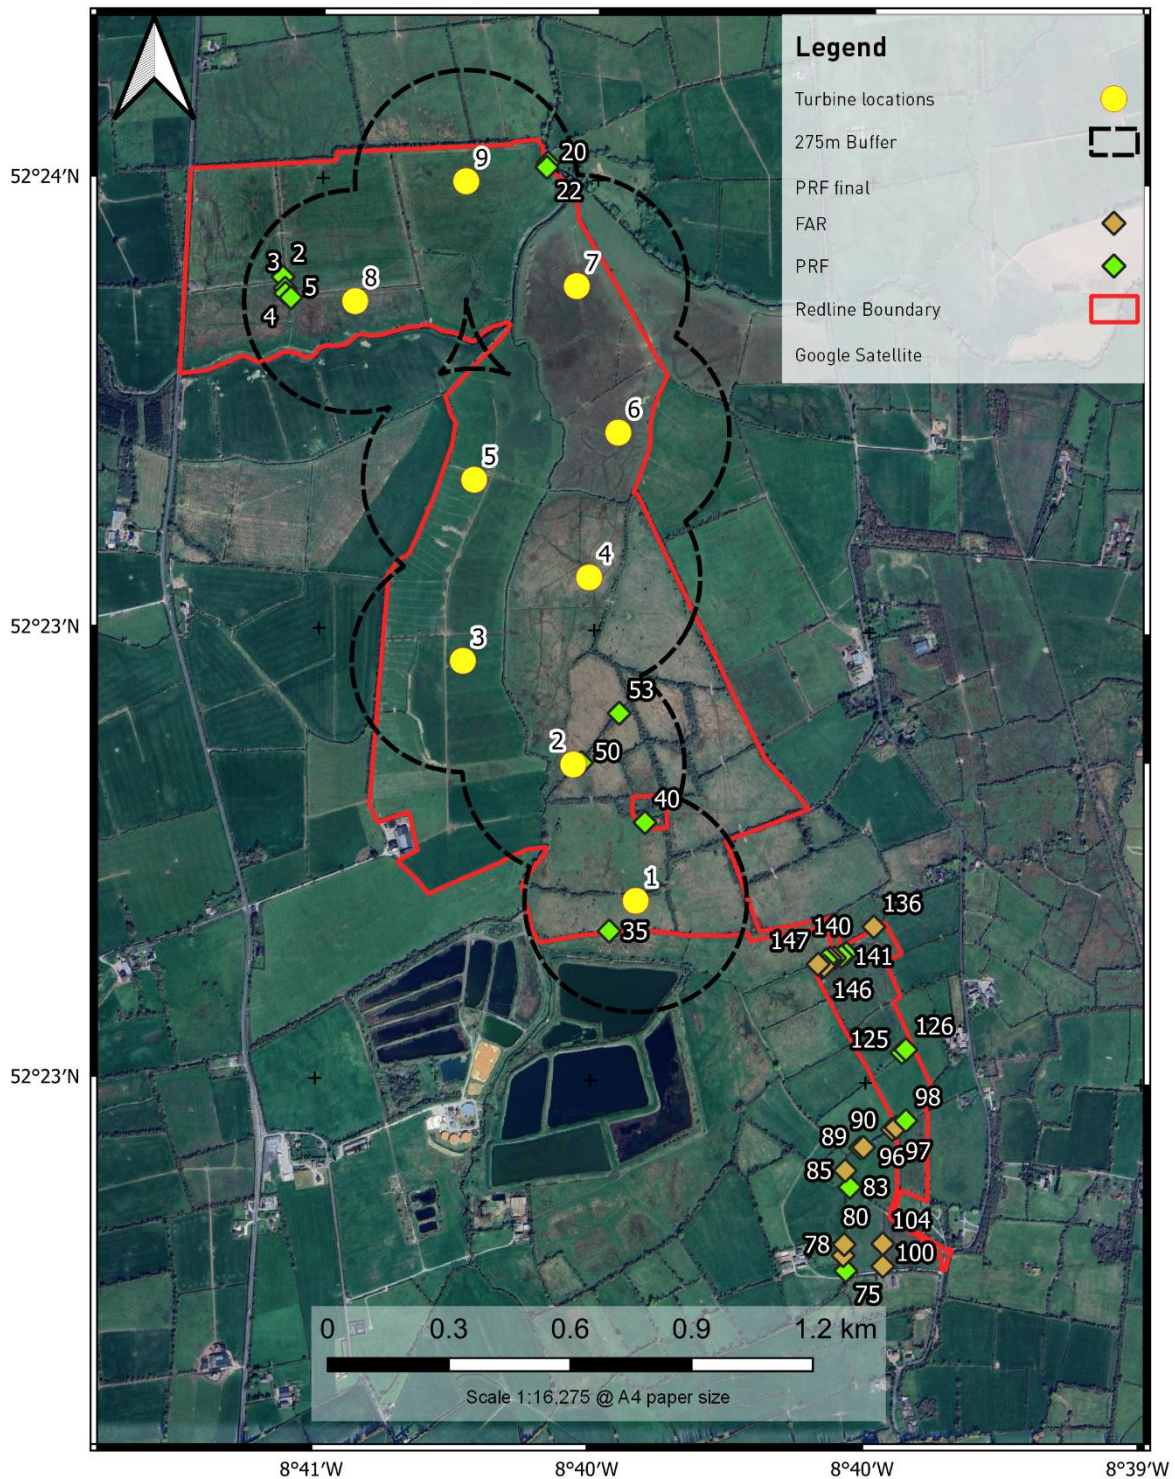 Legend
Turbine locations
275m Buffer
PRF final
FAR
PRF
Redline Boundary
Google Satellite
52°24'N
52°23'N
52°23'N
9
20
22
7
3
2
5
4
8
6
5
4
3
53
2
50
40
1
35
136
147
140
141
146
125
126
98
90
89
96
97
85
83
80
104
78
100
75
0 0.3 0.6 0.9 1.2 km
Scale 1:16,275 @ A4 paper size
8°41'W 8°40'W 8°40'W 8°39'W